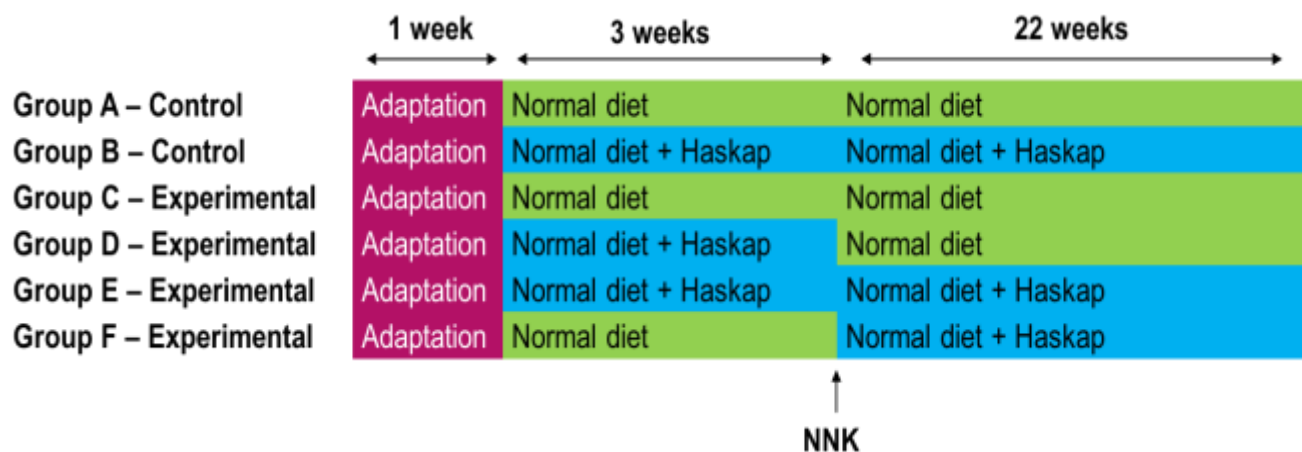 1 week 3 weeks 22 weeks
Group A – Control Adaptation Normal diet Normal diet
Group B – Control Adaptation Normal diet + Haskap Normal diet + Haskap
Group C – Experimental Adaptation Normal diet Normal diet
Group D – Experimental Adaptation Normal diet + Haskap Normal diet
Group E – Experimental Adaptation Normal diet + Haskap Normal diet + Haskap
Group F – Experimental Adaptation Normal diet Normal diet + Haskap
NNK